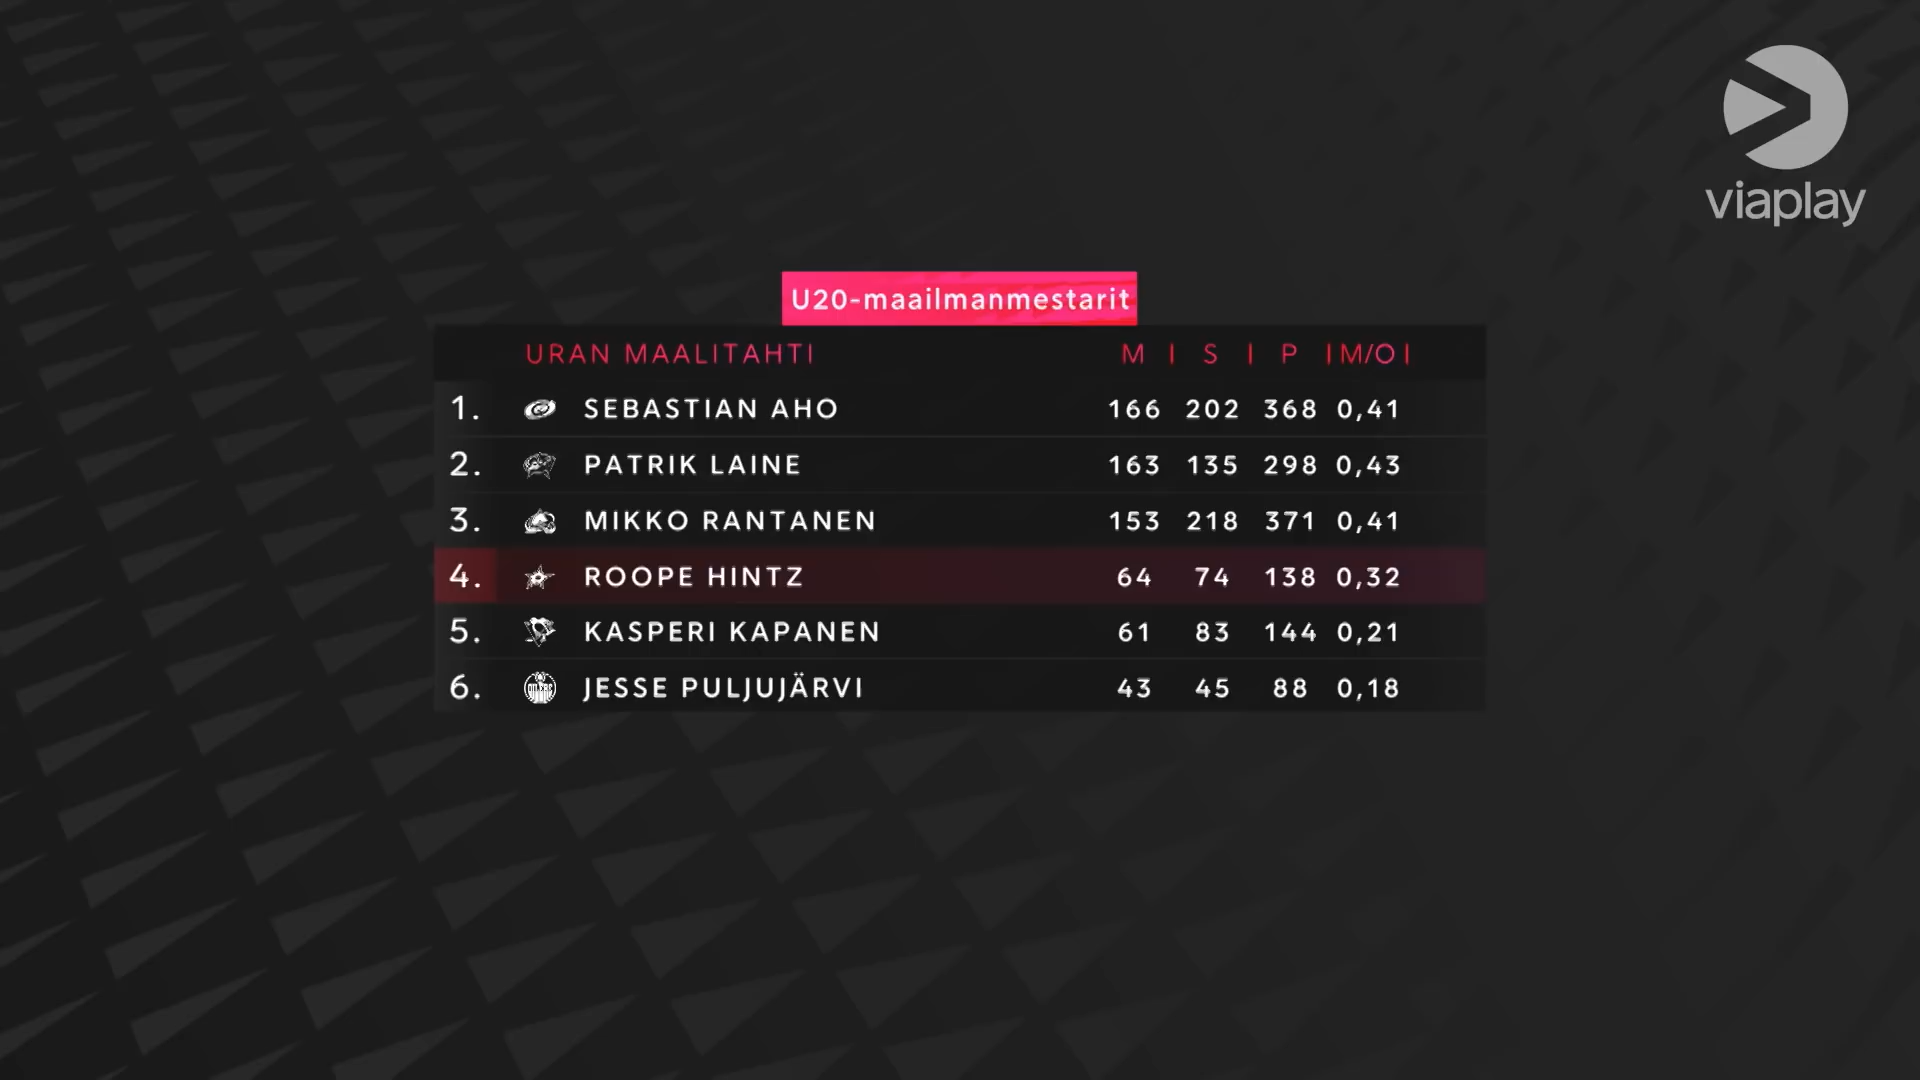 viaplay
U20-maailmanmestarit
URAN MAALITAHTI M | S | P | M/O |
1. SEBASTIAN AHO 166 202 368 0,41
2. PATRIK LAINE 163 135 298 0,43
3. MIKKO RANTANEN 153 218 371 0,41
4. ROOPE HINTZ 64 74 138 0,32
5. KASPERI KAPANEN 61 83 144 0,21
6. OILERS JESSE PULJUJÄRVI 43 45 88 0,18